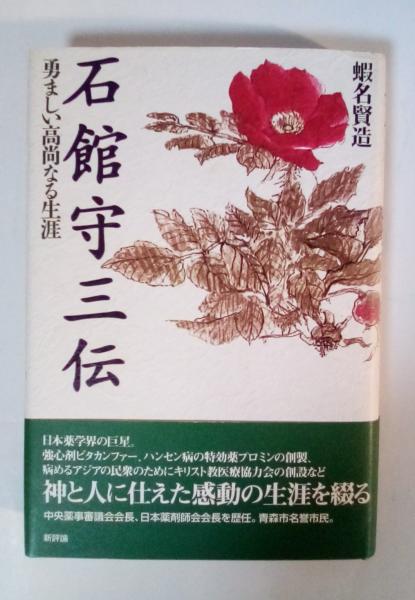 石館守三伝
勇ましい高尚なる生涯
蝦名賢造
日本薬学界の巨星。
強心剤ビタカンファー、ハンセン病の特効薬プロミンの創製、
病めるアジアの民衆のためにキリスト教医療協力会の創設など
神と人に仕えた感動の生涯を綴る
中央薬事審議会会長、日本薬剤師会会長を歴任。青森市名誉市民。
新評論